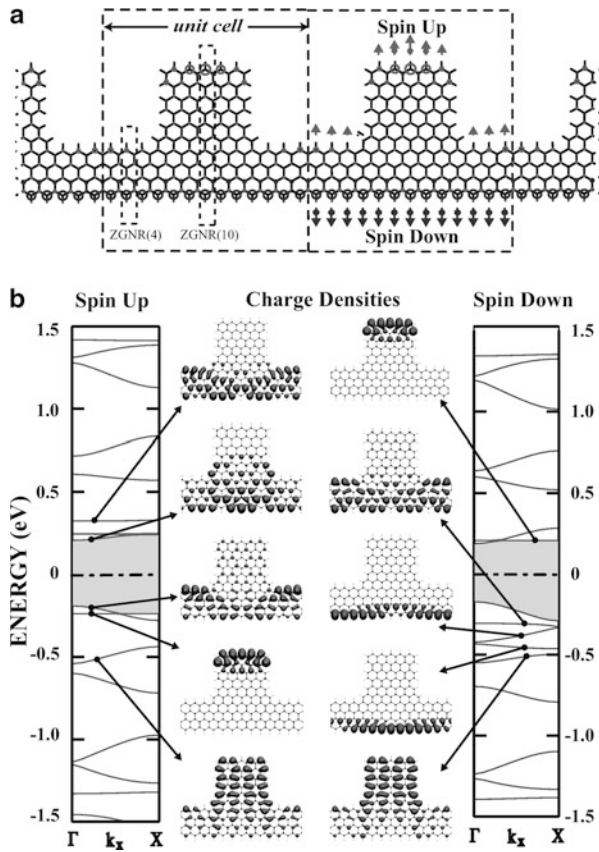 a
unit cell
Spin Up
ZGNR(4)
ZGNR(10)
Spin Down
b
Spin Up
Charge Densities
Spin Down
ENERGY (eV)
1.5
1.0
0.5
0
-0.5
-1.0
-1.5
1.5
1.0
0.5
0
-0.5
-1.0
-1.5
Γ kx X
Γ kx X